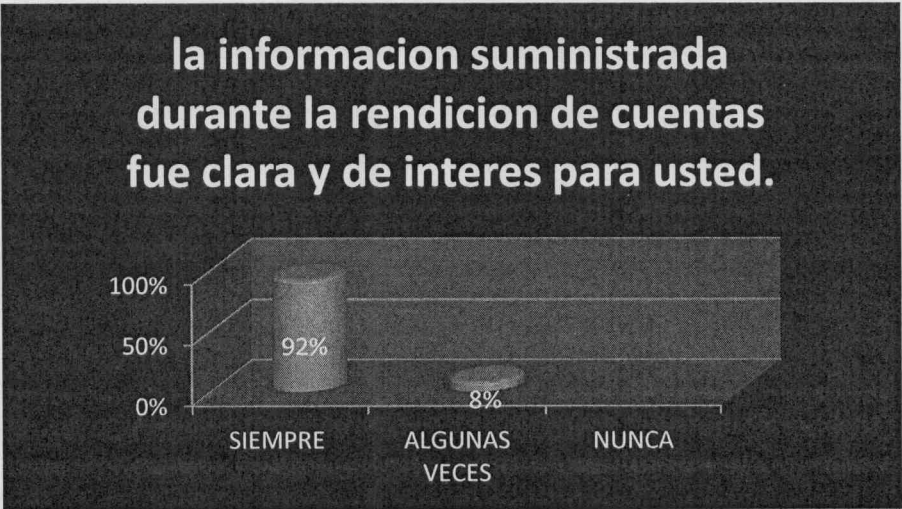 la informacion suministrada
durante la rendicion de cuentas
fue clara y de interes para usted.
100%
50%
0%
92%
8%
SIEMPRE
ALGUNAS
VECES
NUNCA